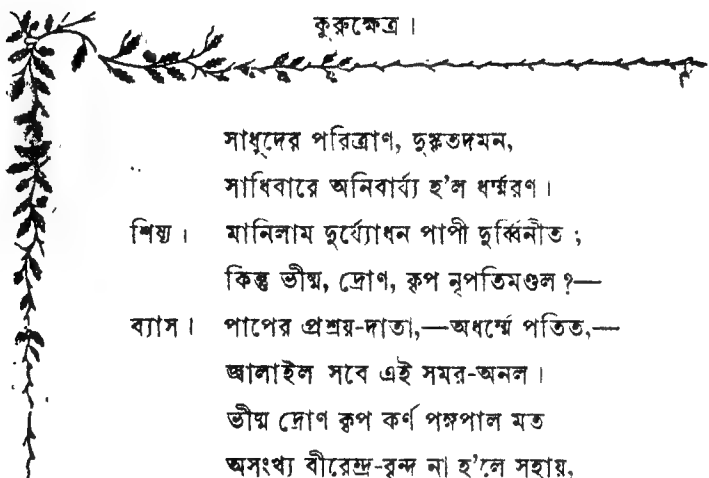 কুরুক্ষেত্র ।
সাধুদের পরিত্রাণ, দুষ্কৃতদমন,
সাধিবারে অনিবার্য্য হ'ল ধর্ম্মরণ ।
শিষ্য । মানিলাম দুর্য্যোধন পাপী দুর্ব্বিনীত ;
কিন্তু ভীষ্ম, দ্রোণ, কৃপ নৃপতিমণ্ডল ?—
ব্যাস । পাপের প্রশ্রয়-দাতা,—অধর্ম্মে পতিত,—
জ্বালাইল সবে এই সমর-অনল ।
ভীষ্ম দ্রোণ কৃপ কর্ণ পঙ্গপাল মত
অসংখ্য বীরেন্দ্র-বৃন্দ না হ'লে সহায়,